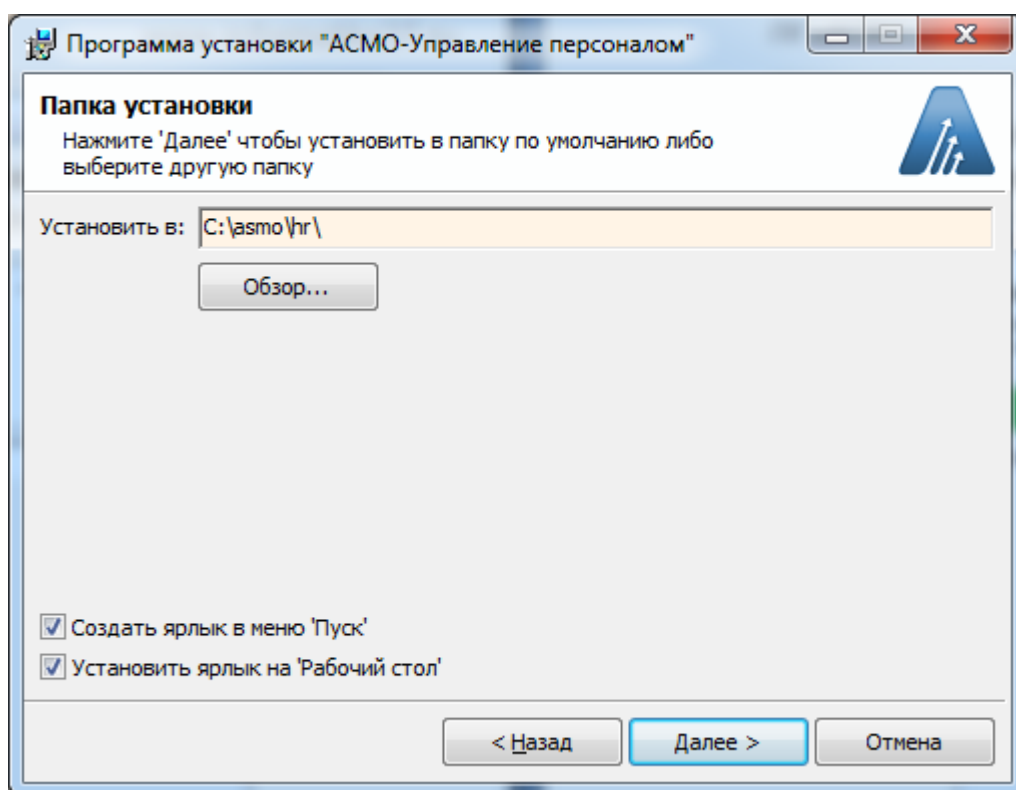 Программа установки "АСМО-Управление персоналом"
Папка установки
Нажмите 'Далее' чтобы установить в папку по умолчанию либо
выберите другую папку
Установить в: C:\asmo\hr\
Обзор...
Создать ярлык в меню 'Пуск'
Установить ярлык на 'Рабочий стол'
< Назад Далее > Отмена